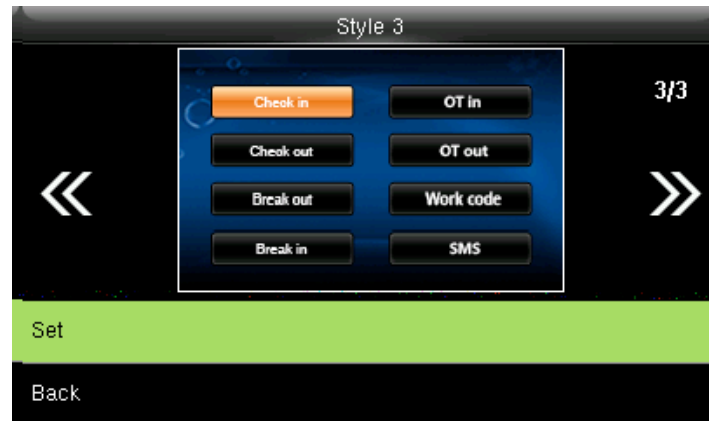 Style 3
3/3
Check in
OT in
Check out
OT out
Break out
Work code
Break in
SMS
Set
Back